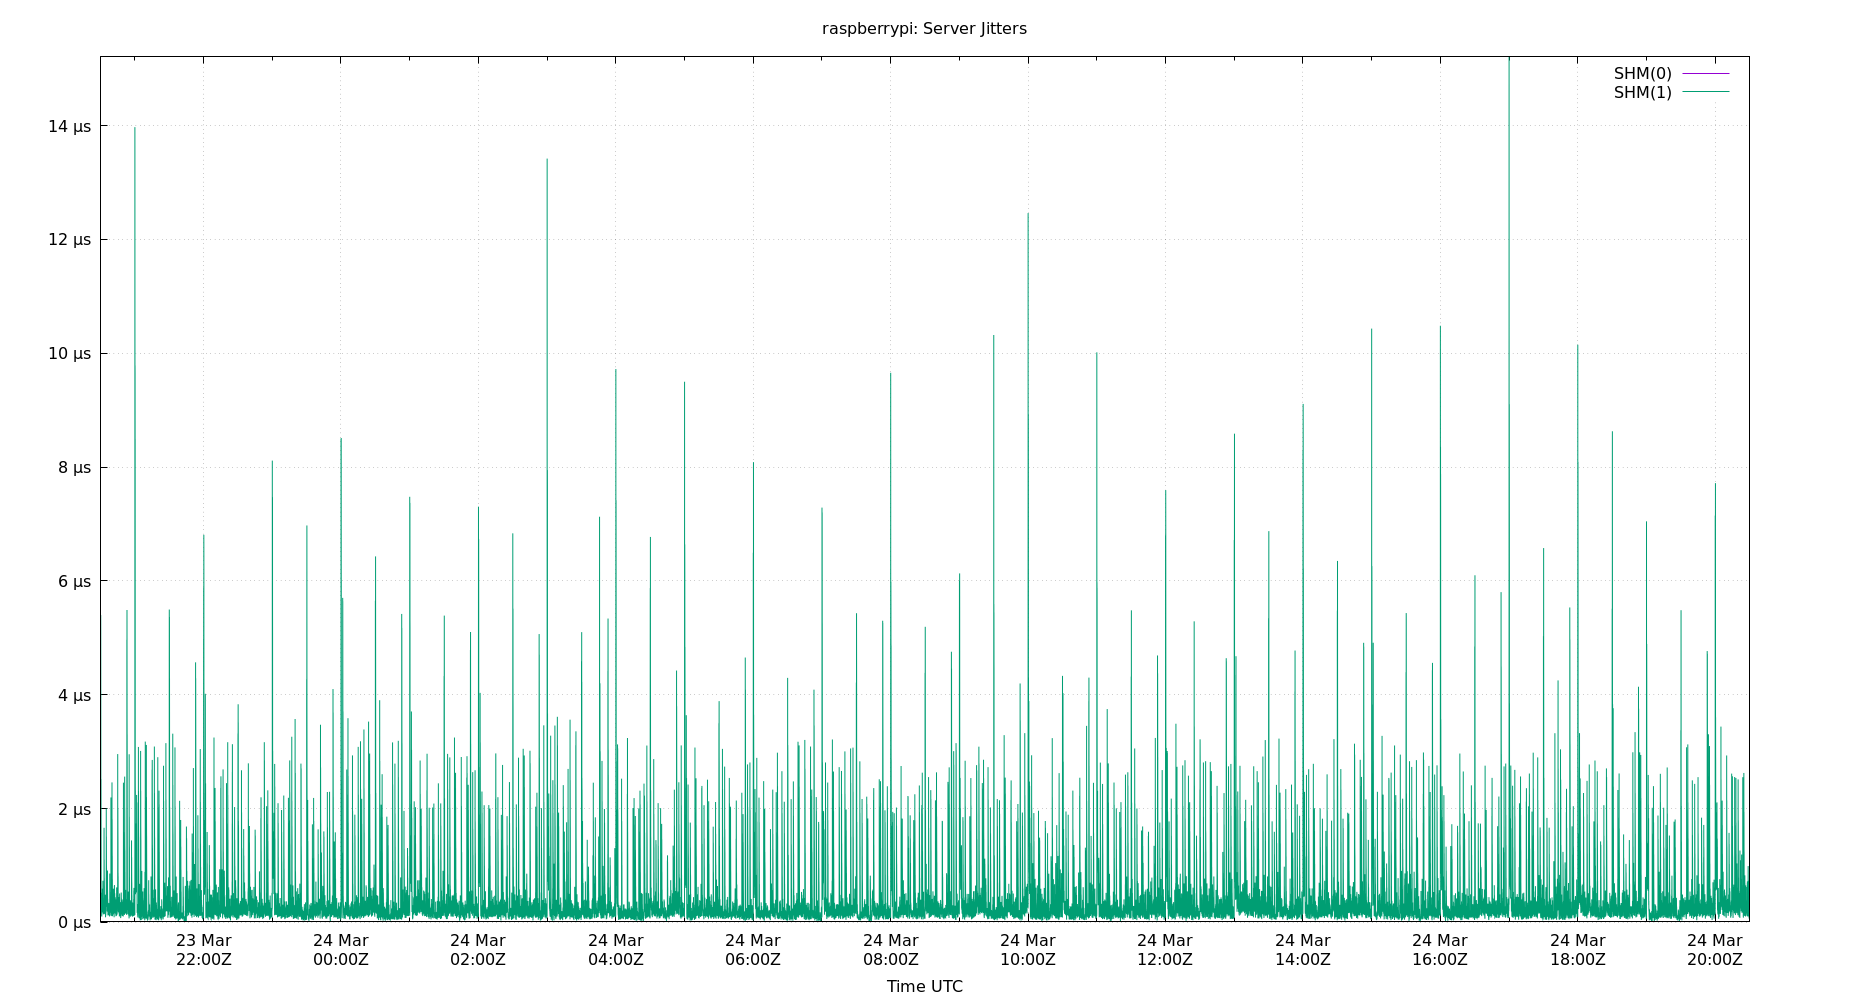 raspberrypi: Server Jitters
SHM(0)
SHM(1)
14 µs
12 µs
10 µs
8 µs
6 µs
4 µs
2 µs
0 µs
23 Mar 24 Mar 24 Mar 24 Mar 24 Mar 24 Mar 24 Mar 24 Mar 24 Mar 24 Mar 24 Mar 24 Mar
22:00Z 00:00Z 02:00Z 04:00Z 06:00Z 08:00Z 10:00Z 12:00Z 14:00Z 16:00Z 18:00Z 20:00Z
Time UTC